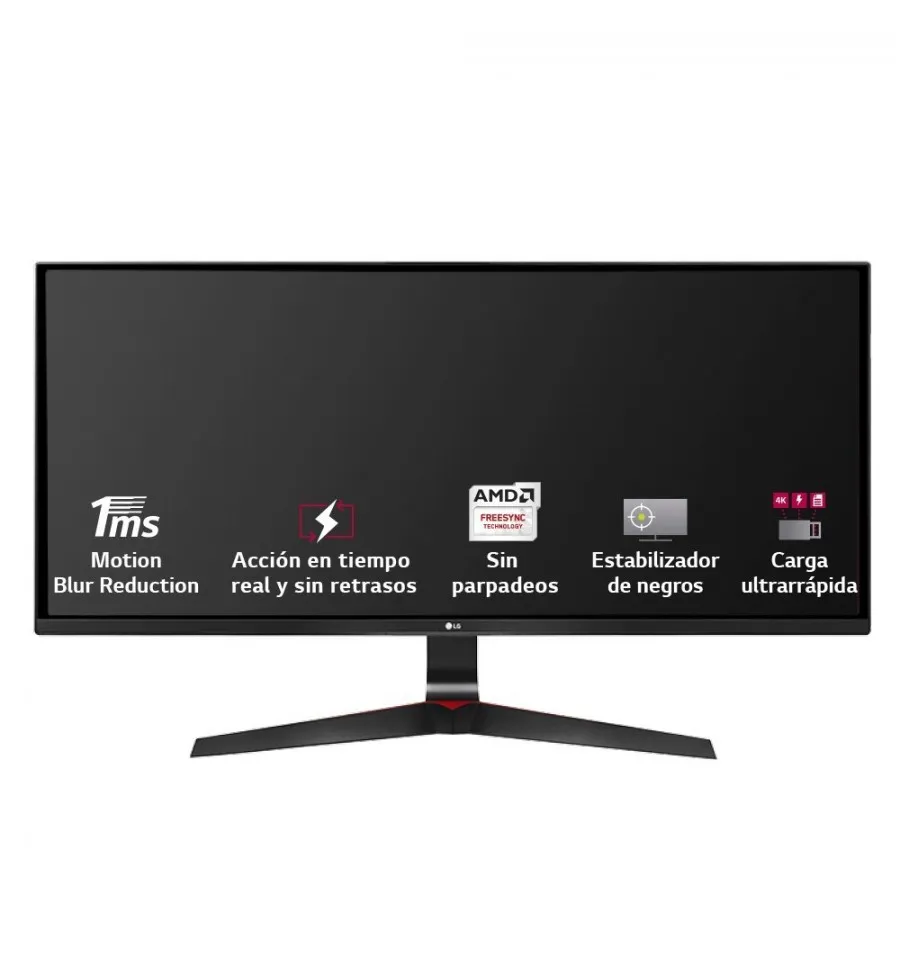 1ms
Motion
Blur Reduction
Acción en tiempo
real y sin retrasos
AMD
FREESYNC
TECHNOLOGY
Sin
parpadeos
Estabilizador
de negros
4K
Carga
ultrarrápida
LG